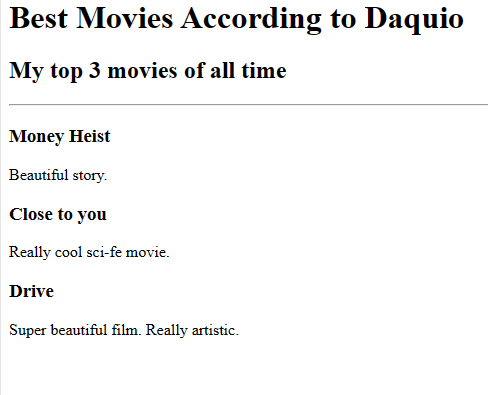 Best Movies According to Daquio
My top 3 movies of all time
Money Heist
Beautiful story.
Close to you
Really cool sci-fe movie.
Drive
Super beautiful film. Really artistic.